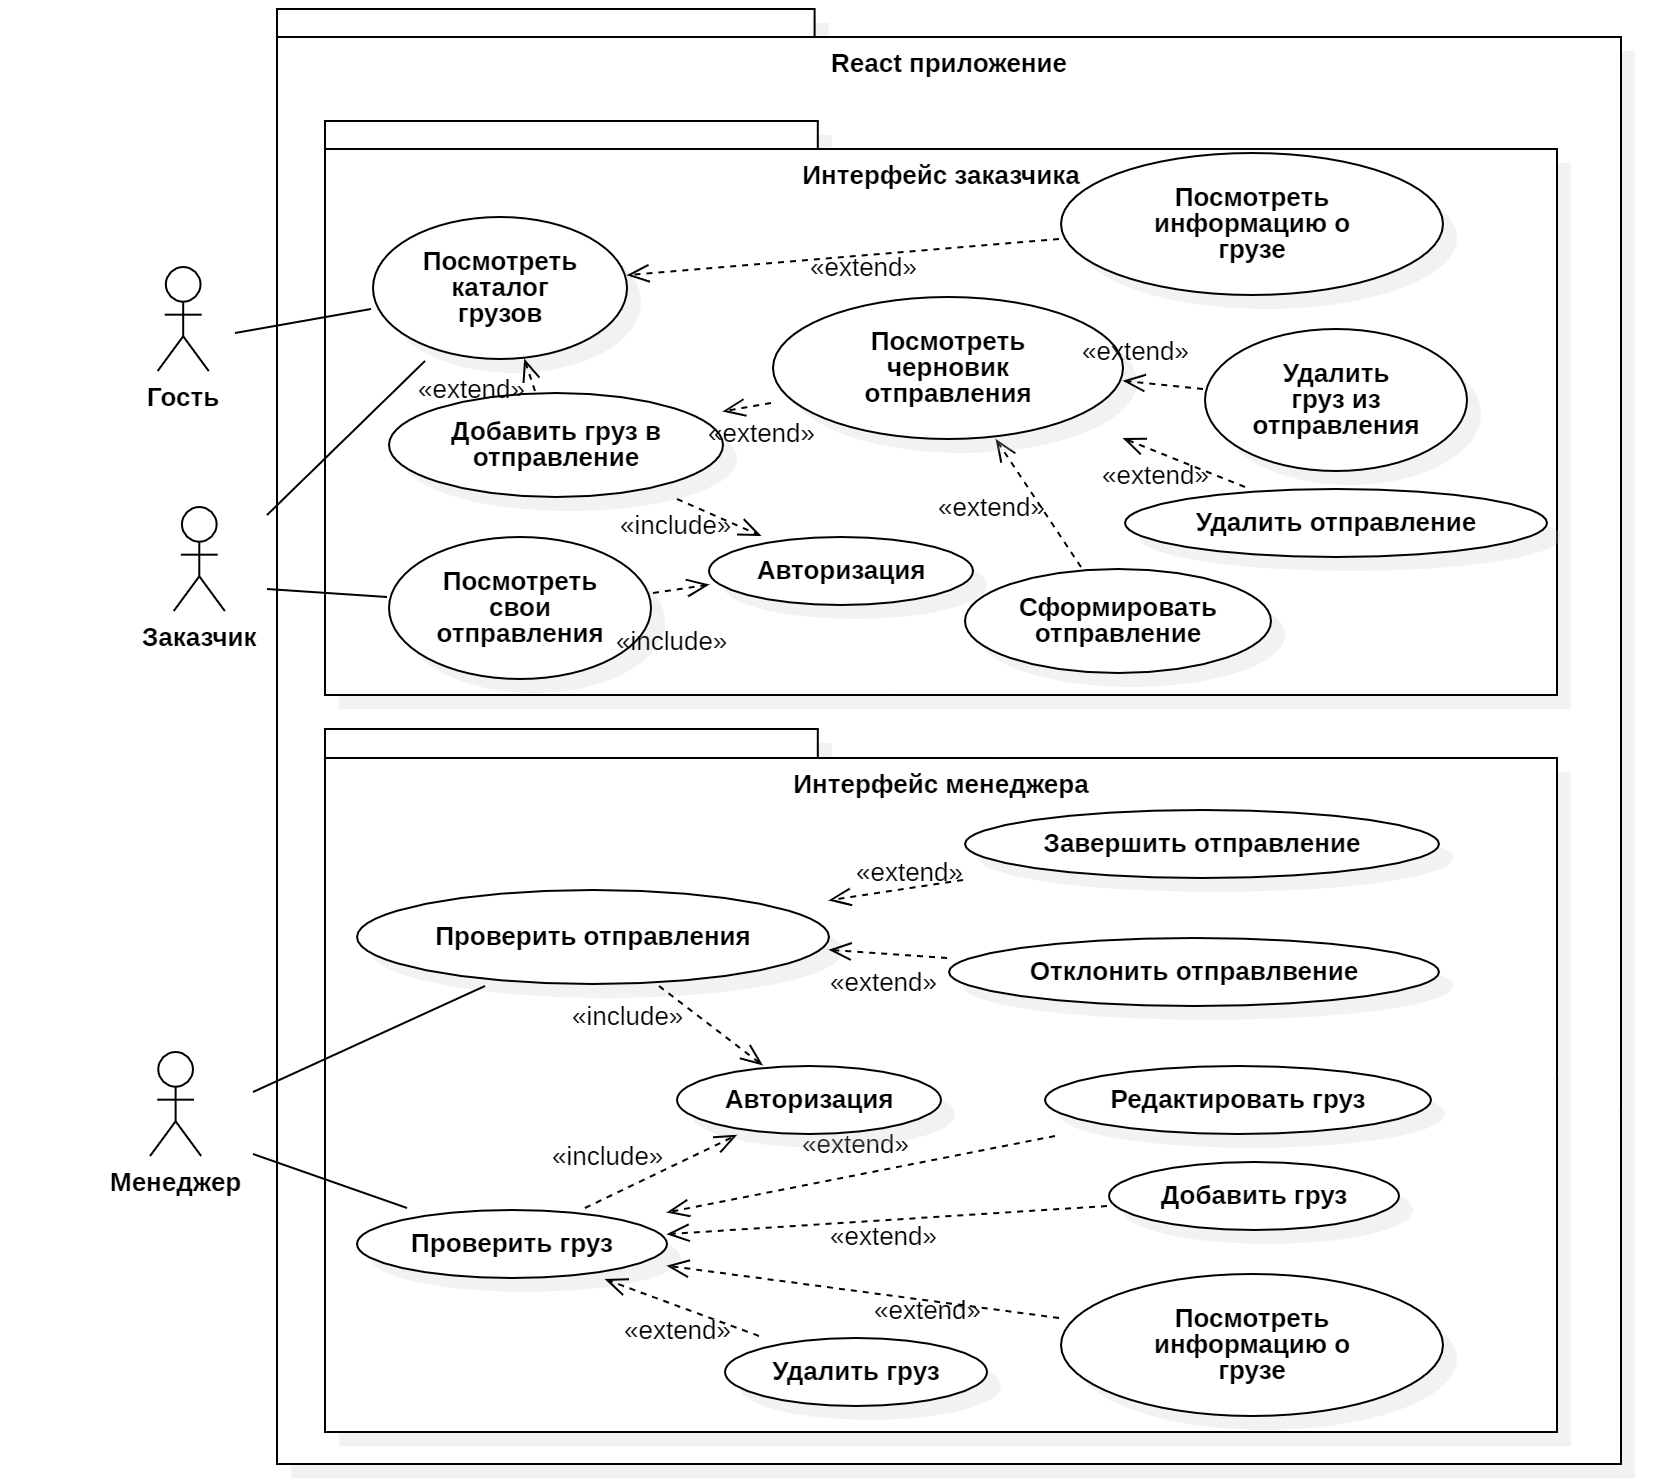 React приложение
Интерфейс заказчика
Посмотреть
информацию о
грузе
Посмотреть
каталог
грузов
«extend»
Гость
Посмотреть
черновик
отправления
«extend»
Удалить
груз из
отправления
«extend»
Добавить груз в
отправление
«extend»
«extend»
«extend»
Удалить отправление
«include»
Авторизация
Заказчик
Посмотреть
свои
отправления
«include»
Сформировать
отправление
Интерфейс менеджера
Завершить отправление
«extend»
Проверить отправления
Отклонить отправлвение
«extend»
«include»
Авторизация
Редактировать груз
«include»
«extend»
Менеджер
Добавить груз
«extend»
Проверить груз
«extend»
«extend»
Посмотреть
информацию о
грузе
Удалить груз